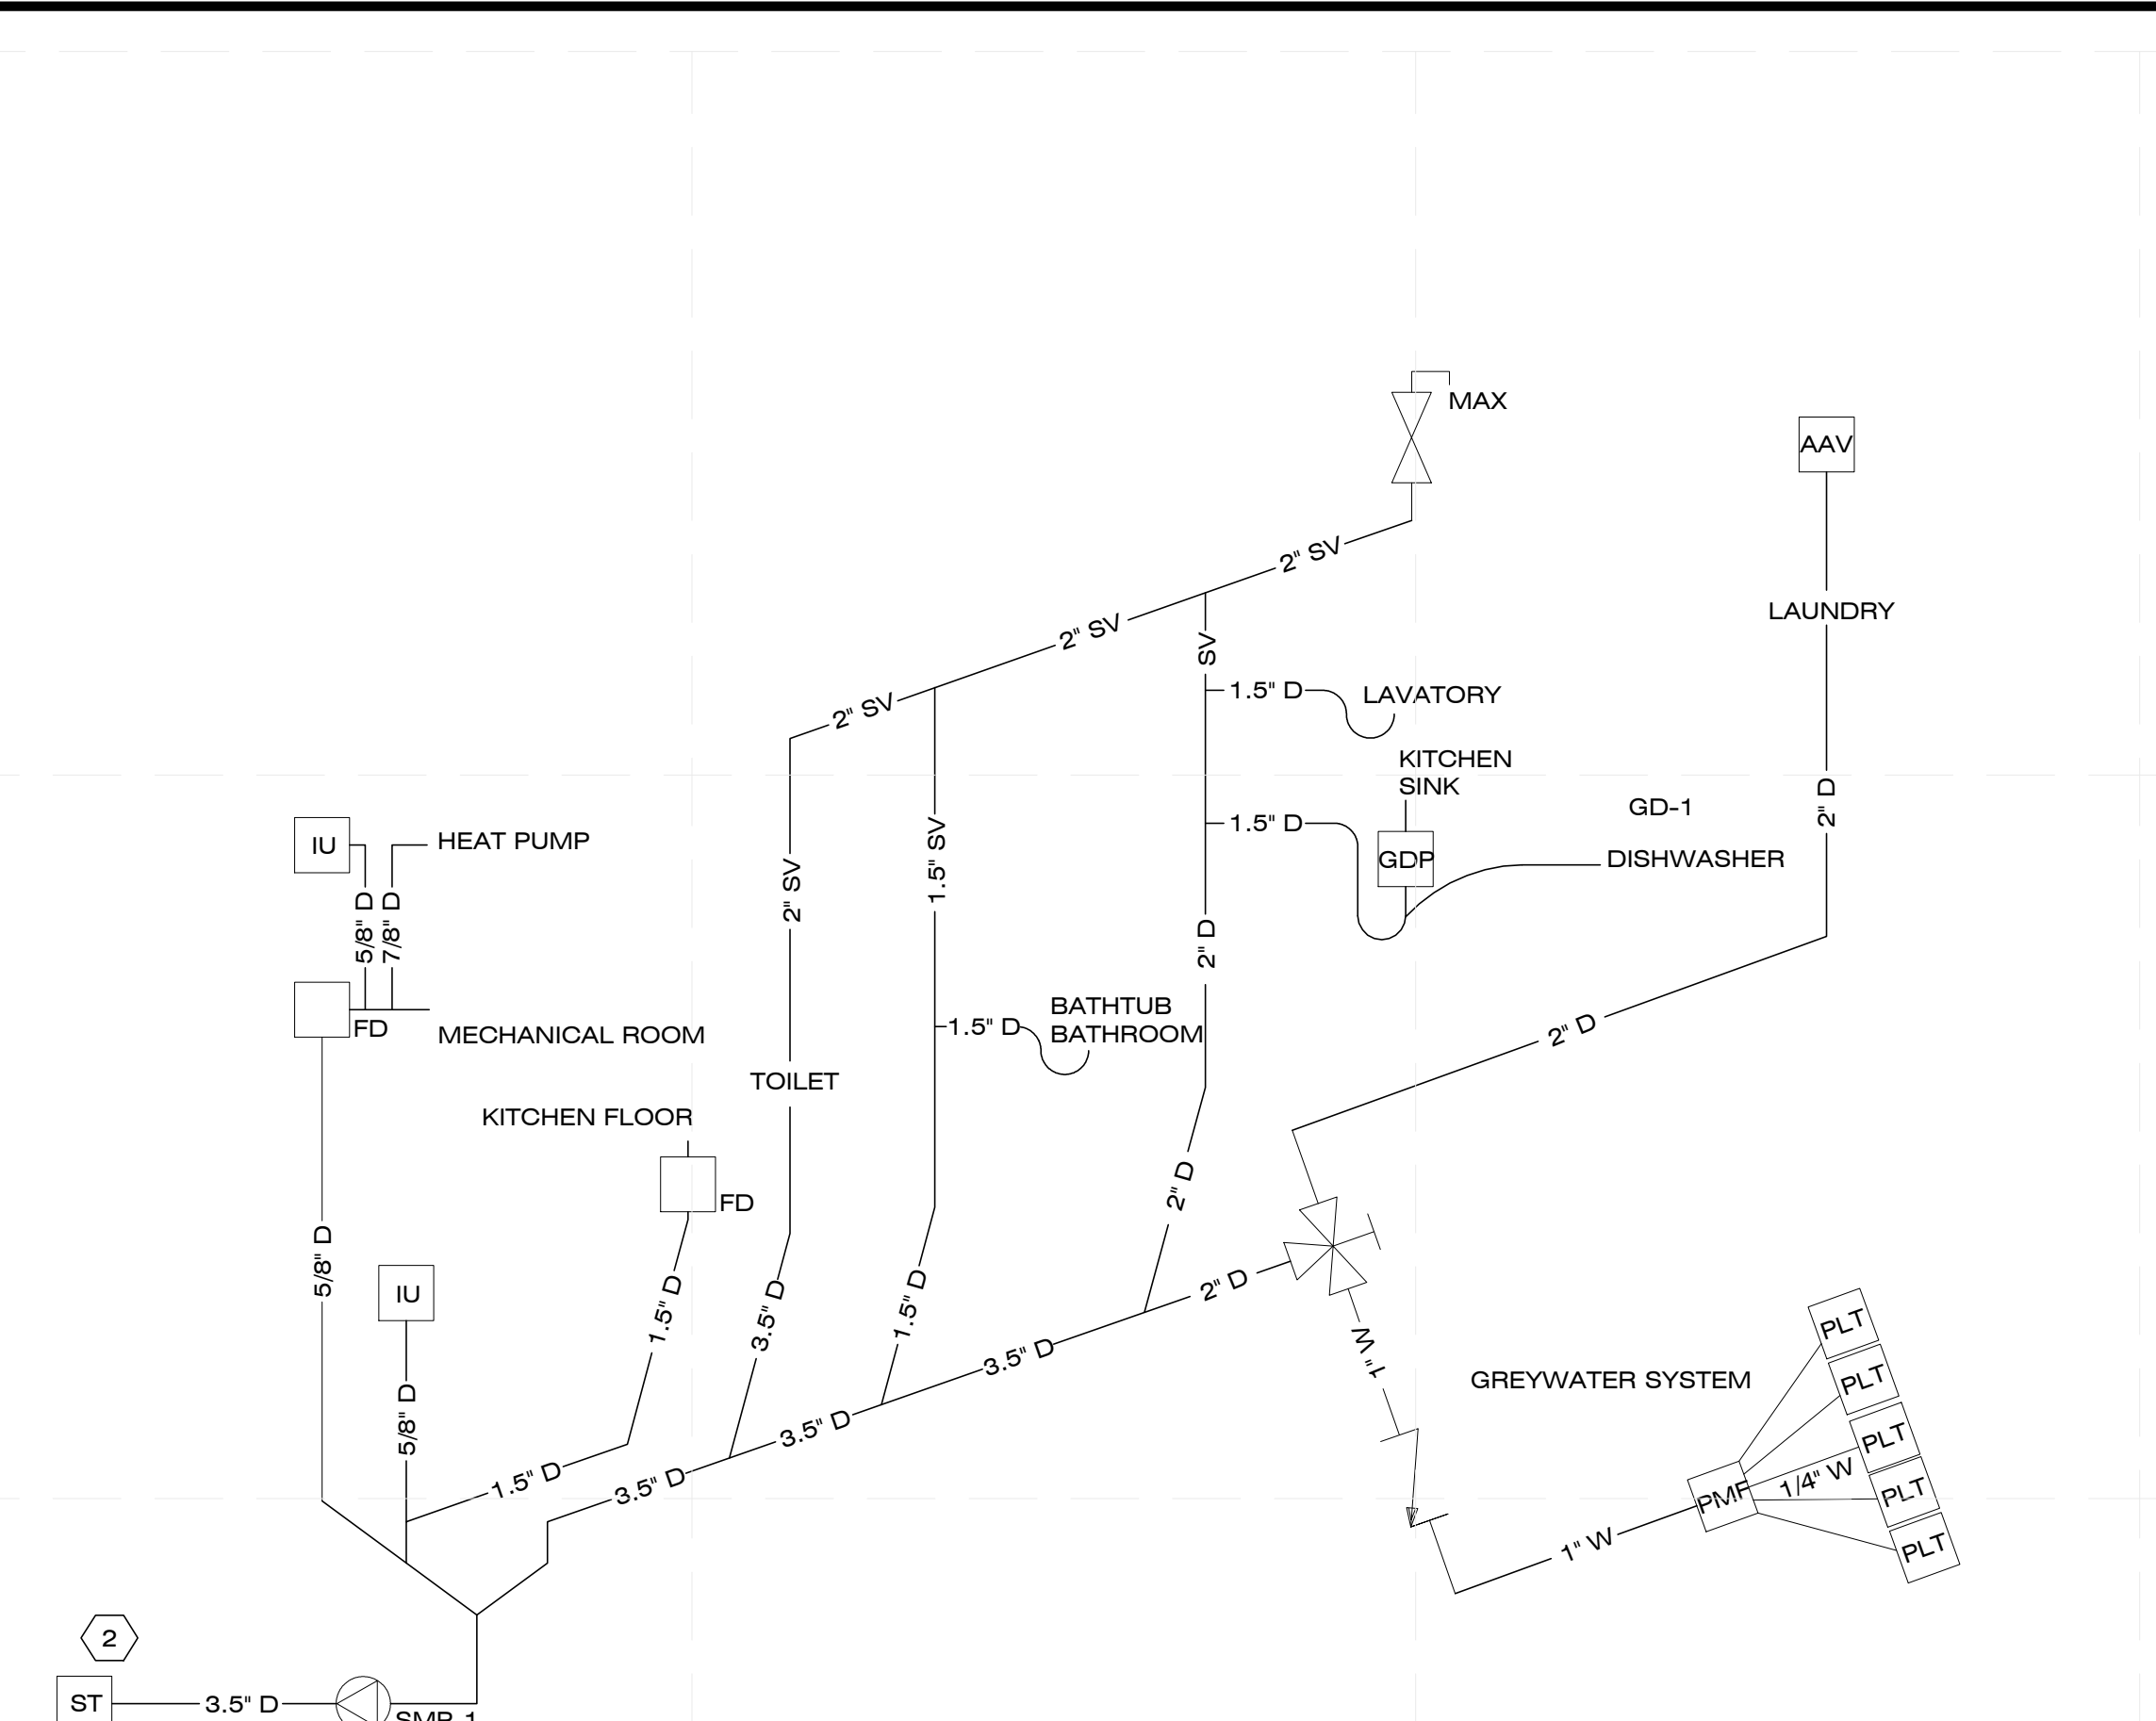 MAX
AAV
2" SV
LAUNDRY
2" SV
SV
1.5" D
LAVATORY
2" SV
KITCHEN
SINK
2" D
GD-1
1.5" D
IU
HEAT PUMP
GDP
DISHWASHER
1.5" SV
2" SV
5/8" D
7/8" D
2" D
BATHTUB
BATHROOM
1.5" D
FD
MECHANICAL ROOM
2" D
TOILET
KITCHEN FLOOR
FD
2" D
5/8" D
IU
2" D
1.5" D
3.5" D
1.5" D
PLT
3.5" D
1" W
GREYWATER SYSTEM
PLT
5/8" D
3.5" D
PLT
1.5" D
3.5" D
PMF
1/4" W
PLT
1" W
PLT
2
ST
3.5" D